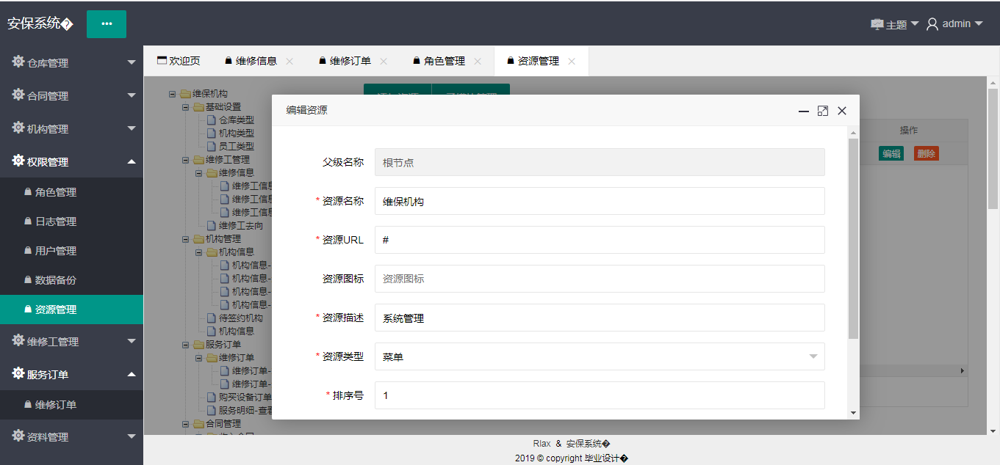 安保系统�
主题
admin
仓库管理
合同管理
机构管理
权限管理
角色管理
日志管理
用户管理
数据备份
资源管理
维修工管理
服务订单
维修订单
资料管理
欢迎页
维修信息
维修订单
角色管理
资源管理
维保机构
基础设置
仓库类型
机构类型
员工类型
维修工管理
维修信息
维修工信息
维修工信息
维修工信息
维修工去向
机构管理
机构信息
机构信息-
机构信息-
机构信息-
机构信息-
待签约机构
机构信息
服务订单
维修订单
维修订单-
维修订单-
购买设备订单
服务明细-查看
合同管理
操作
编辑 删除
编辑资源
父级名称 根节点
* 资源名称 维保机构
* 资源URL #
资源图标 资源图标
* 资源描述 系统管理
* 资源类型 菜单
* 排序号 1
Rlax & 安保系统�
2019 © copyright 毕业设计�